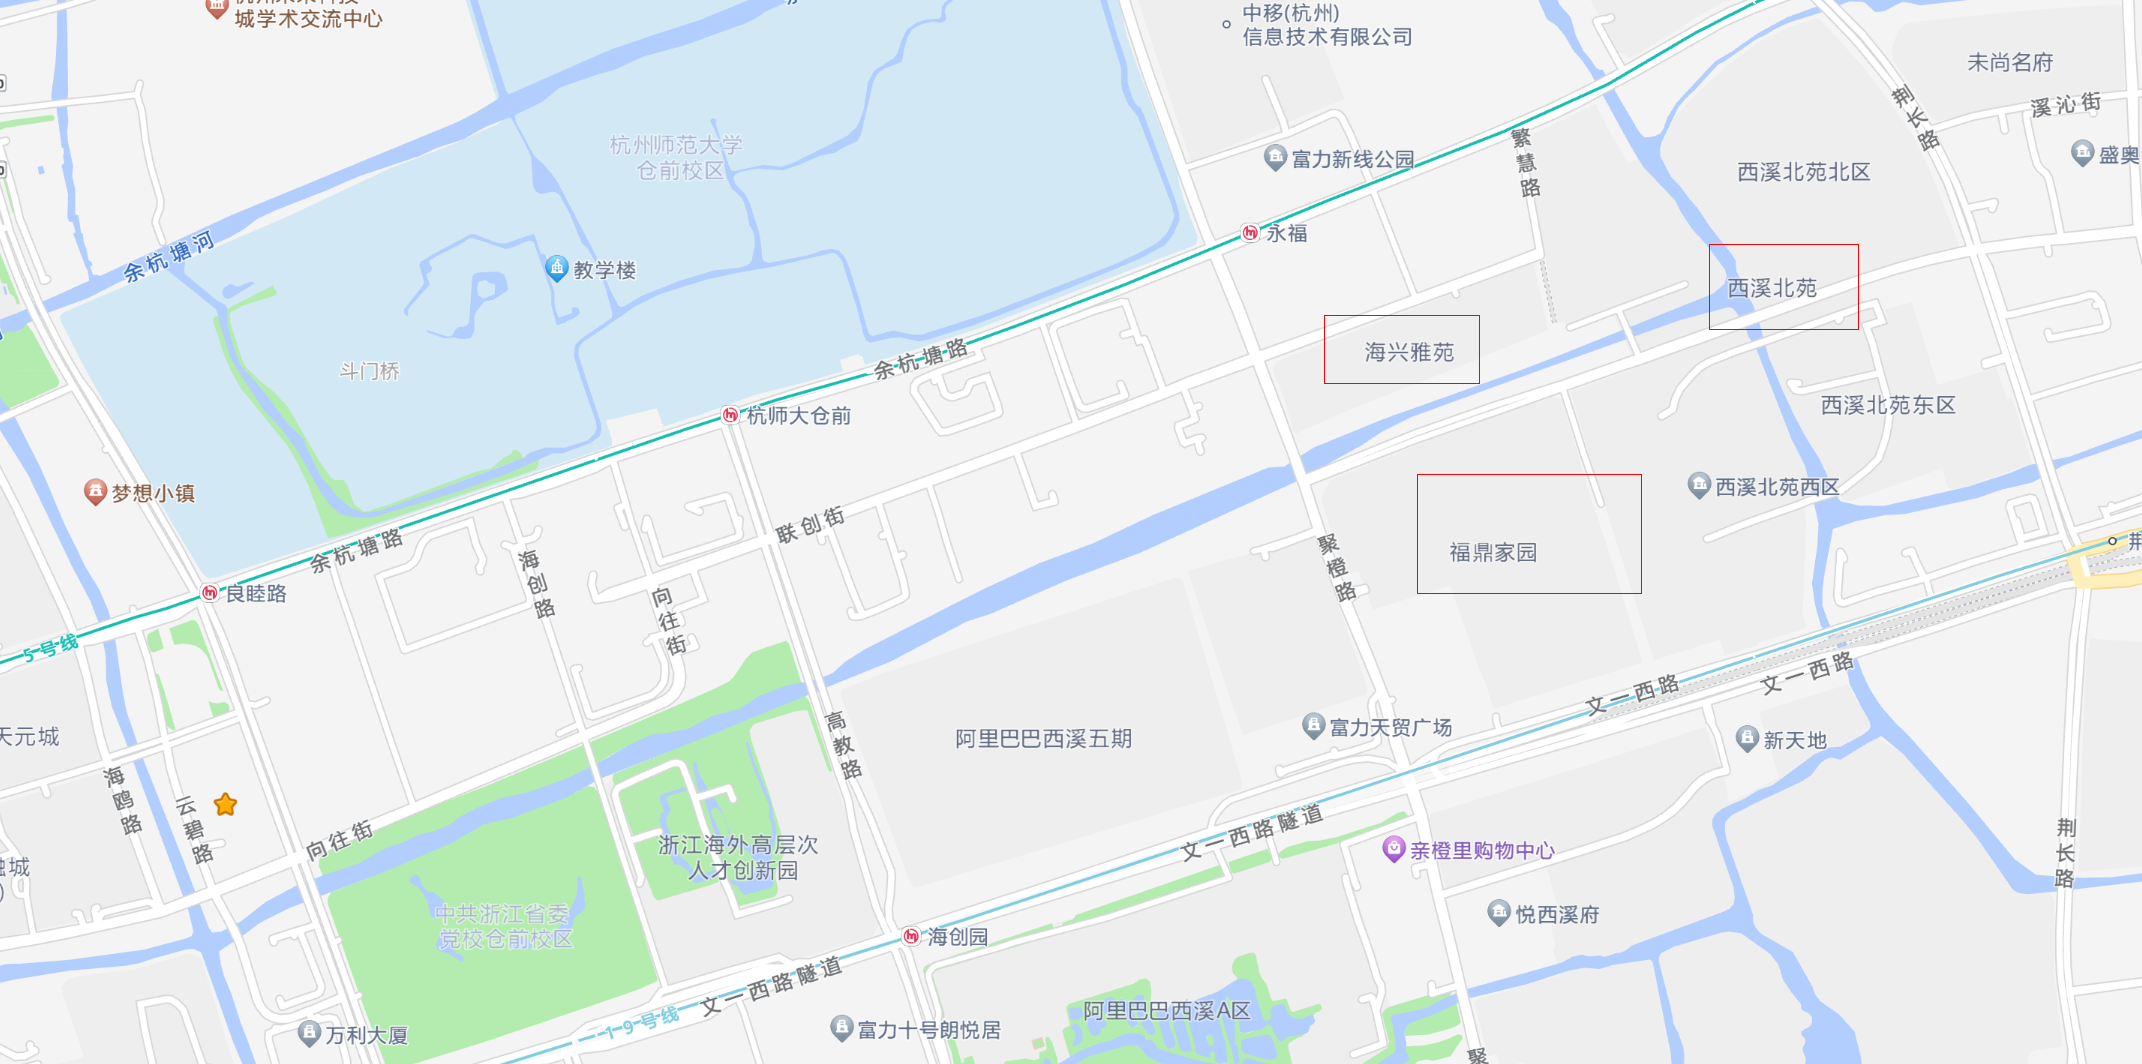 城学术交流中心
中移(杭州)
信息技术有限公司
未尚名府
荆长路
溪沁街
盛奥
杭州师范大学
仓前校区
富力新线公园
繁慧路
西溪北苑北区
余杭塘河
教学楼
永福
西溪北苑
斗门桥
余杭塘路
海兴雅苑
杭师大仓前
西溪北苑东区
梦想小镇
西溪北苑西区
余杭塘路
海创路
联创街
聚橙路
福鼎家园
荆
良睦路
向往街
5号线
文一西路
文一西路
天元城
海鸥路
云碧路
高教路
阿里巴巴西溪五期
富力天贸广场
新天地
向往街
浙江海外高层次
人才创新园
文一西路隧道
亲橙里购物中心
荆长路
融城
)
中共浙江省委
党校仓前校区
海创园
悦西溪府
文一西路隧道
19号线
万利大厦
富力十号朗悦居
阿里巴巴西溪A区
聚